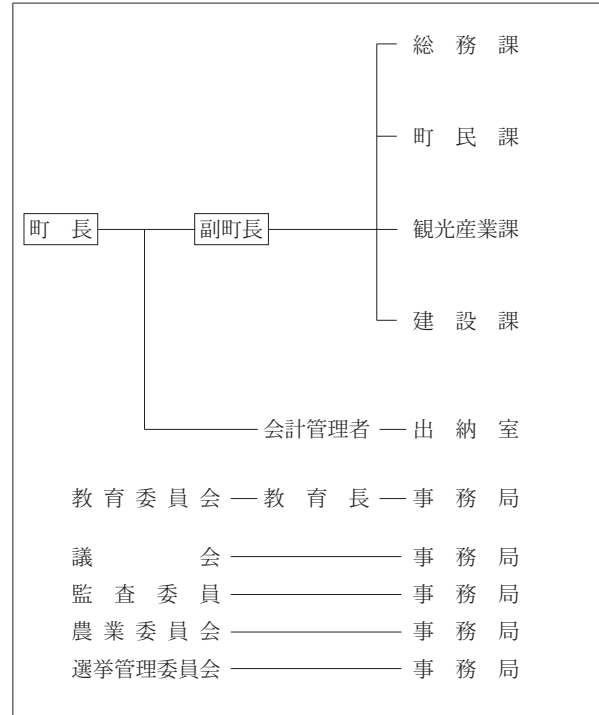 総務課
町民課
町長 副町長 観光産業課
建設課
会計管理者 出納室
教育委員会 教育長 事務局
議会 事務局
監査委員 事務局
農業委員会 事務局
選挙管理委員会 事務局